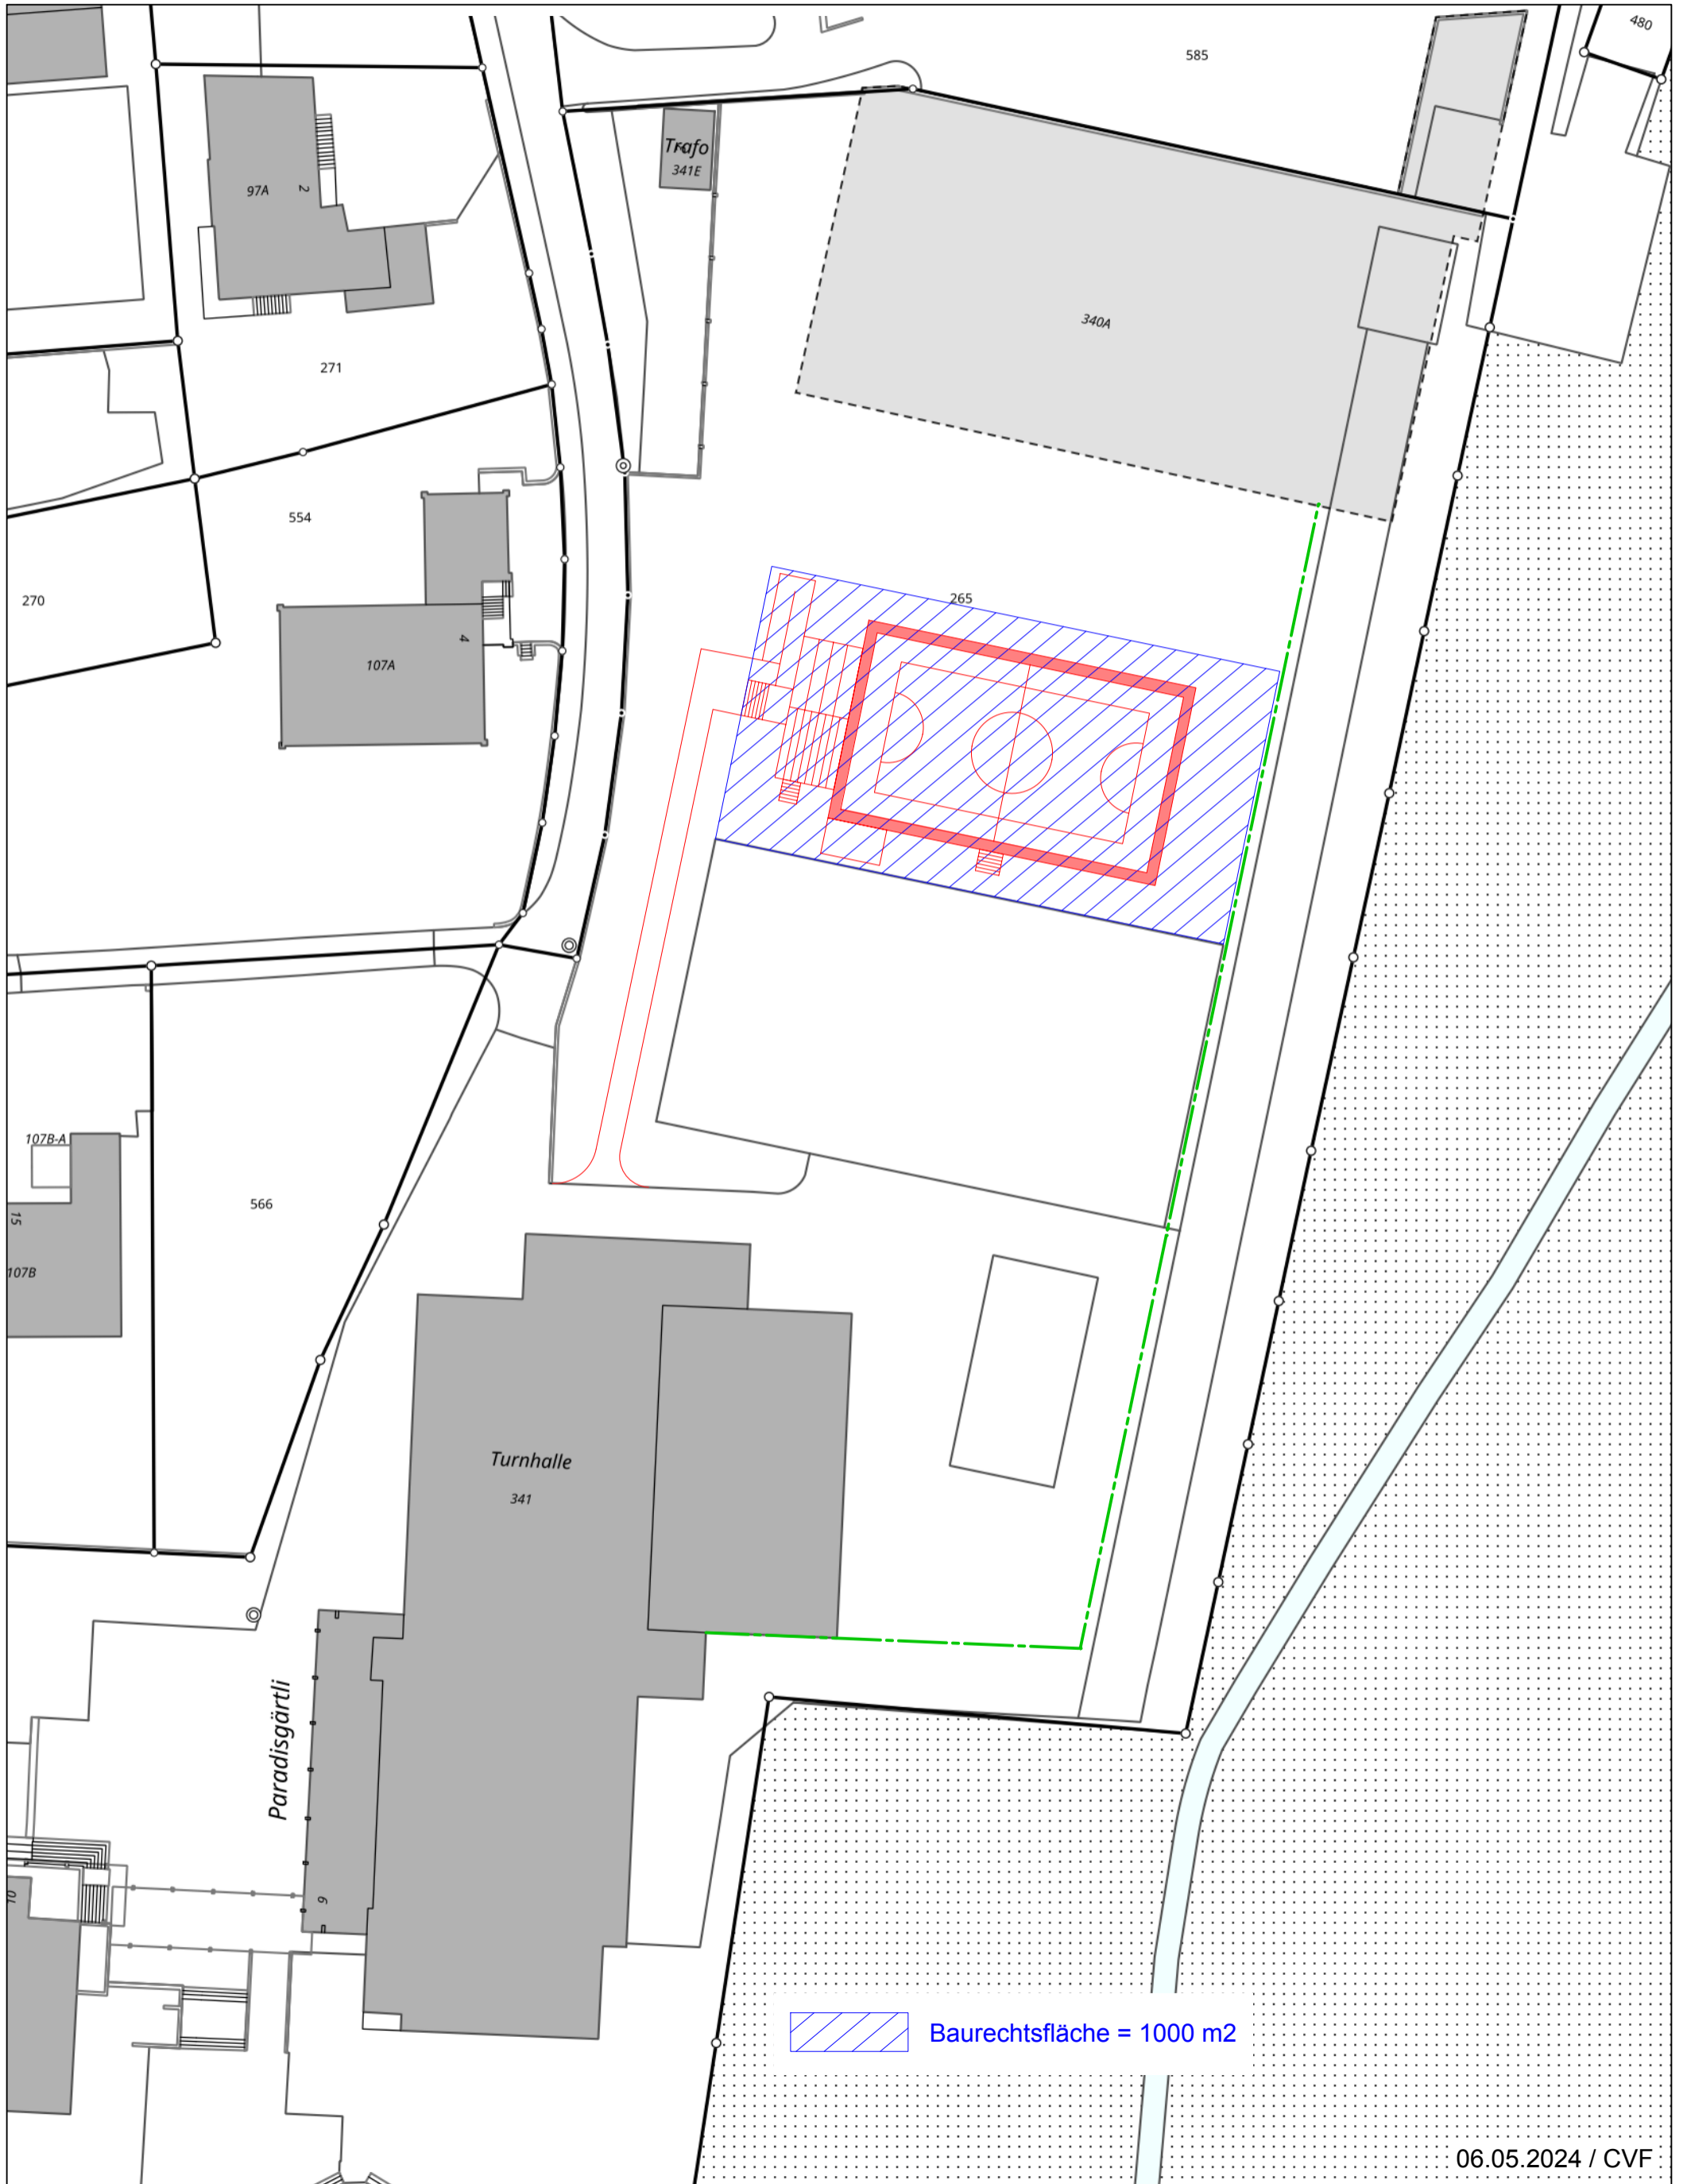 480
585
Trafo
341E
97A
2
340A
271
554
265
270
4
107A
107B-A
15
566
107B
Turnhalle
341
Paradisgärtli
9
10
Baurechtsfläche = 1000 m2
06.05.2024 / CVF